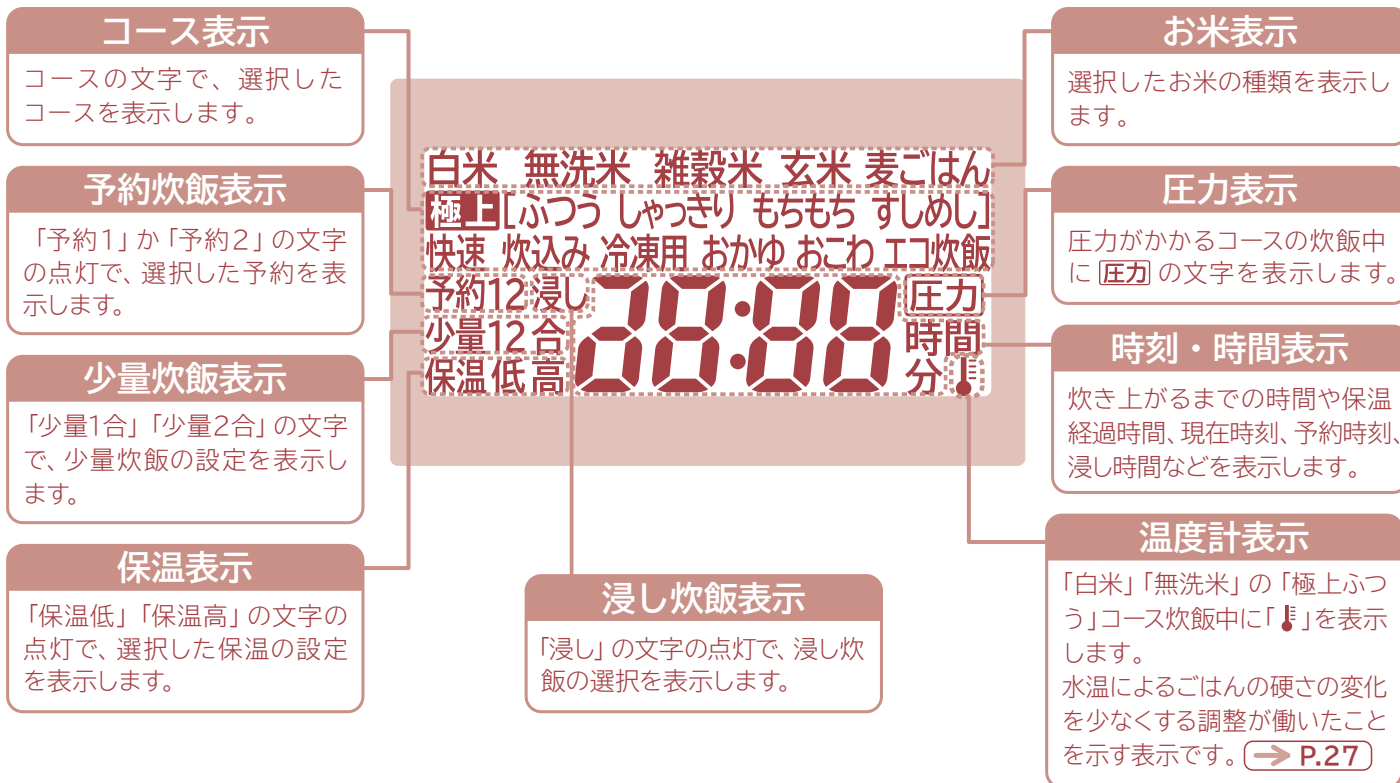 コース表示
コースの文字で、選択した
コースを表示します。
予約炊飯表示
「予約1」か「予約2」の文字
の点灯で、選択した予約を表
示します。
少量炊飯表示
「少量1合」「少量2合」の文字
で、少量炊飯の設定を表示し
ます。
保温表示
「保温低」「保温高」の文字の
点灯で、選択した保温の設定
を表示します。
白米 無洗米 雑穀米 玄米 麦ごはん
極上[ふつう しゃっきり もちもち すしめし]
快速 炊込み 冷凍用 おかゆ おこわ エコ炊飯
予約12 浸し 38:88 圧力
少量12合 時間
保温低高 分
浸し炊飯表示
「浸し」の文字の点灯で、浸し炊
飯の選択を表示します。
お米表示
選択したお米の種類を表示し
ます。
圧力表示
圧力がかかるコースの炊飯中
に 圧力 の文字を表示します。
時刻・時間表示
炊き上がるまでの時間や保温
経過時間、現在時刻、予約時刻、
浸し時間などを表示します。
温度計表示
「白米」「無洗米」の「極上ふつ
う」コース炊飯中に「🌡」を表示
します。
水温によるごはんの硬さの変化
を少なくする調整が働いたこと
を示す表示です。 → P.27